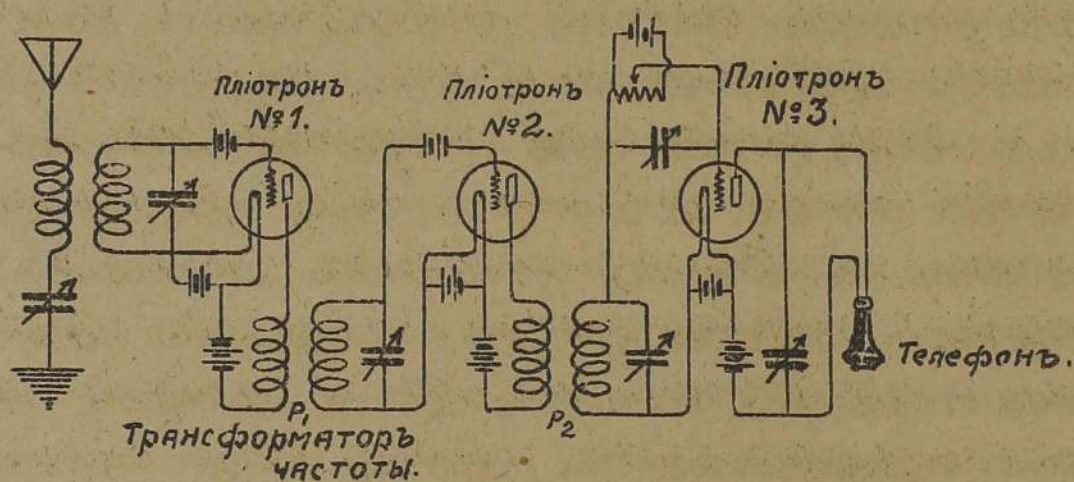 Пліотронъ
№1.
Пліотронъ
№2.
Пліотронъ
№3.
Телефонъ.
P₁
P₂
Трансформаторъ
частоты.